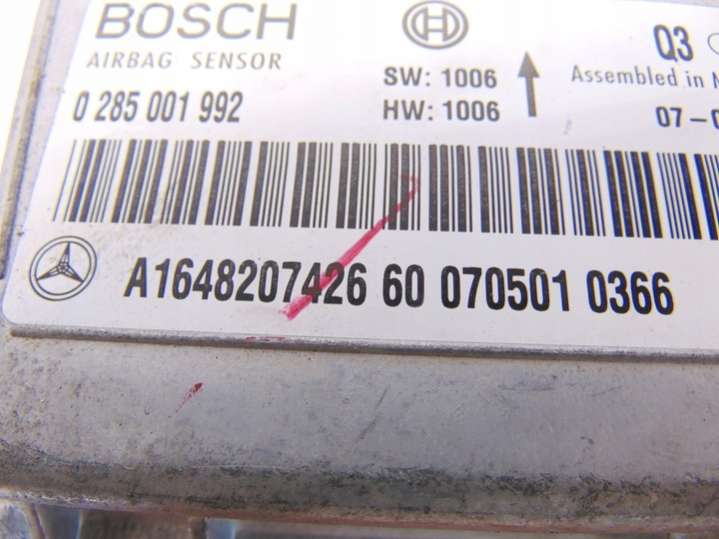 BOSCH
Q3
AIRBAG SENSOR
SW: 1006
Assembled in
0 285 001 992
HW: 1006
07-
A1648207426 60 070501 0366